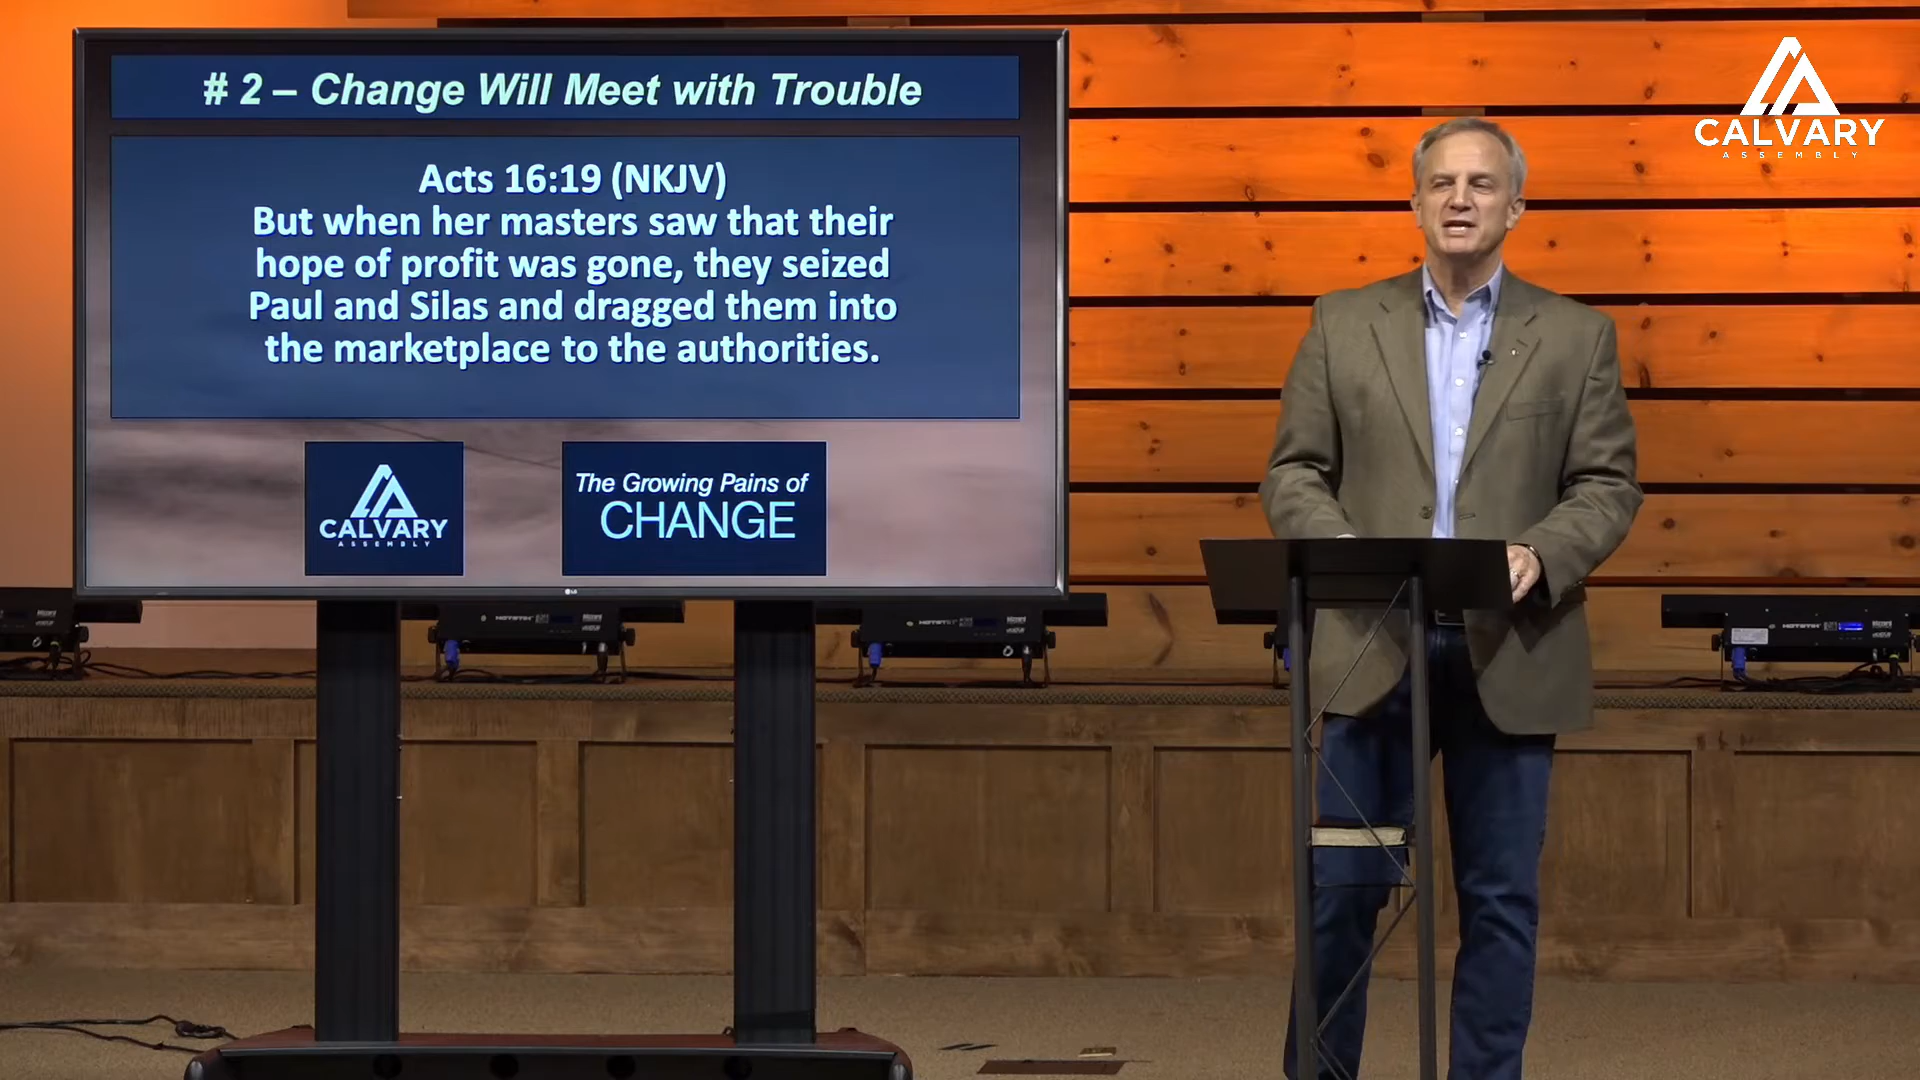 # 2 – Change Will Meet with Trouble
Acts 16:19 (NKJV)
But when her masters saw that their
hope of profit was gone, they seized
Paul and Silas and dragged them into
the marketplace to the authorities.
CALVARY
ASSEMBLY
The Growing Pains of
CHANGE
LG
CALVARY
ASSEMBLY